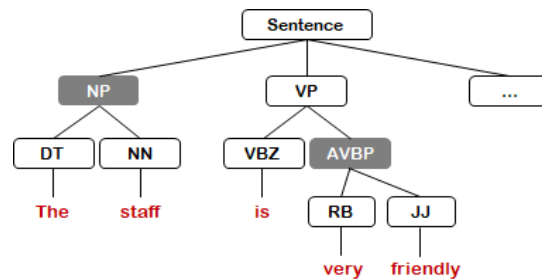 Sentence
NP VP ...
DT NN VBZ AVBP
The staff is RB JJ
very friendly